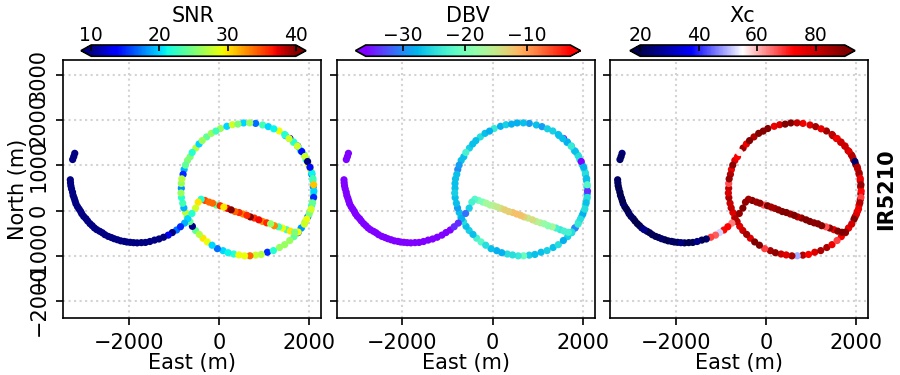 SNR DBV Xc
10 20 30 40 −30 −20 −10 20 40 60 80
North (m)
3000
2000
1000
0
−1000
−2000
IR5210
−2000 0 2000 −2000 0 2000 −2000 0 2000
East (m) East (m) East (m)